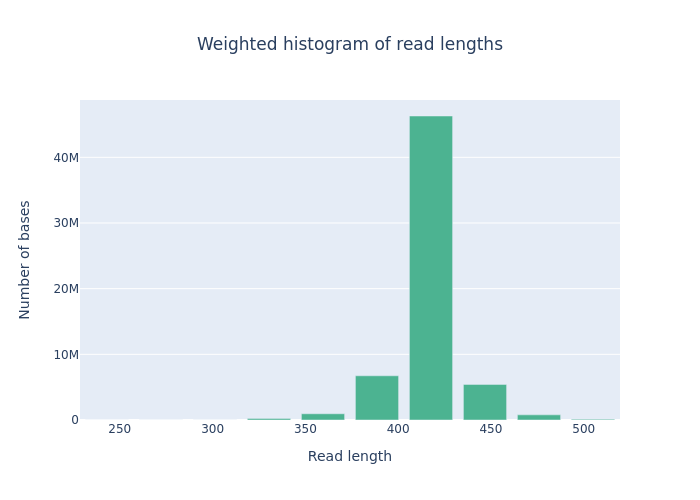 Weighted histogram of read lengths
Number of bases
40M
30M
20M
10M
0
250 300 350 400 450 500
Read length